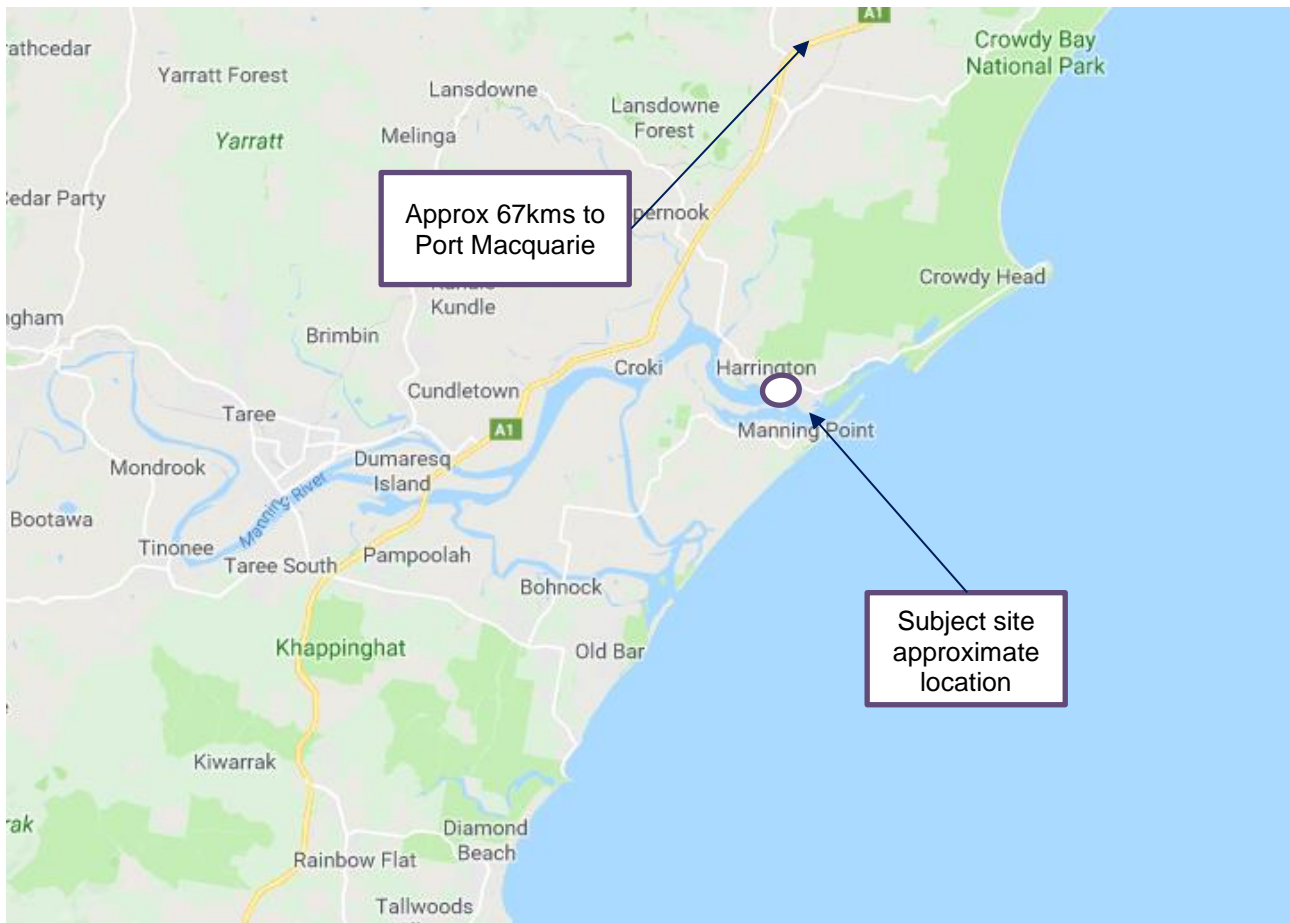 A1
Crowdy Bay
National Park
rathcedar
Yarratt Forest
Lansdowne
Lansdowne
Forest
Melinga
Yarratt
Cedar Party
Approx 67kms to
Port Macquarie
pernook
Crowdy Head
Kundle
ngham
Brimbin
Croki
Harrington
Cundletown
Taree
A1
Manning Point
Dumaresq
Island
Mondrook
Manning River
Bootawa
Tinonee
Taree South
Pampoolah
Bohnock
Subject site
approximate
location
Khappinghat
Old Bar
Kiwarrak
rak
Diamond
Beach
Rainbow Flat
Tallwoods